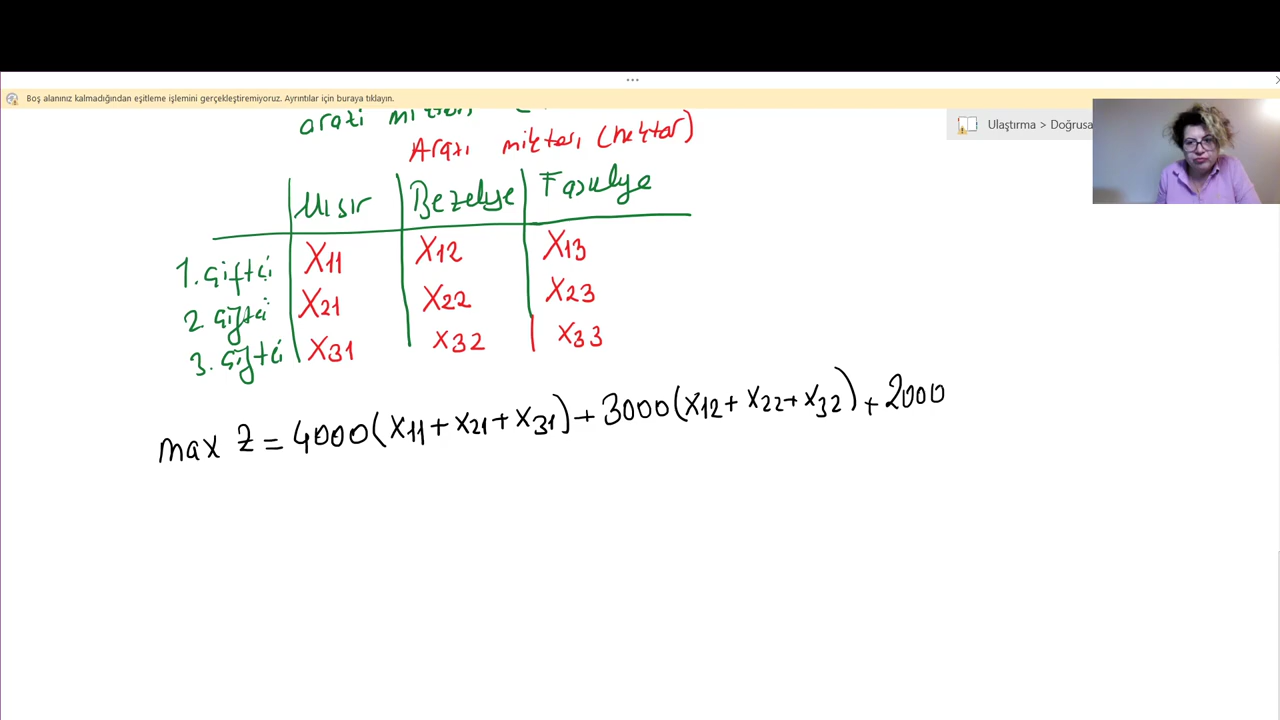 Boş alanınız kalmadığından eşitleme işlemini gerçekleştiremiyoruz. Ayrıntılar için buraya tıklayın.
Ulaştırma > Doğrusa
arazi
Arazi miktarı (hektar)
Mısır Bezelye Fasulye
1. çiftçi X11 X12 X13
2. çiftçi X21 X22 X23
3. çiftçi X31 X32 X33
max Z = 4000(X11 + X21 + X31) + 3000(X12 + X22 + X32) + 2000